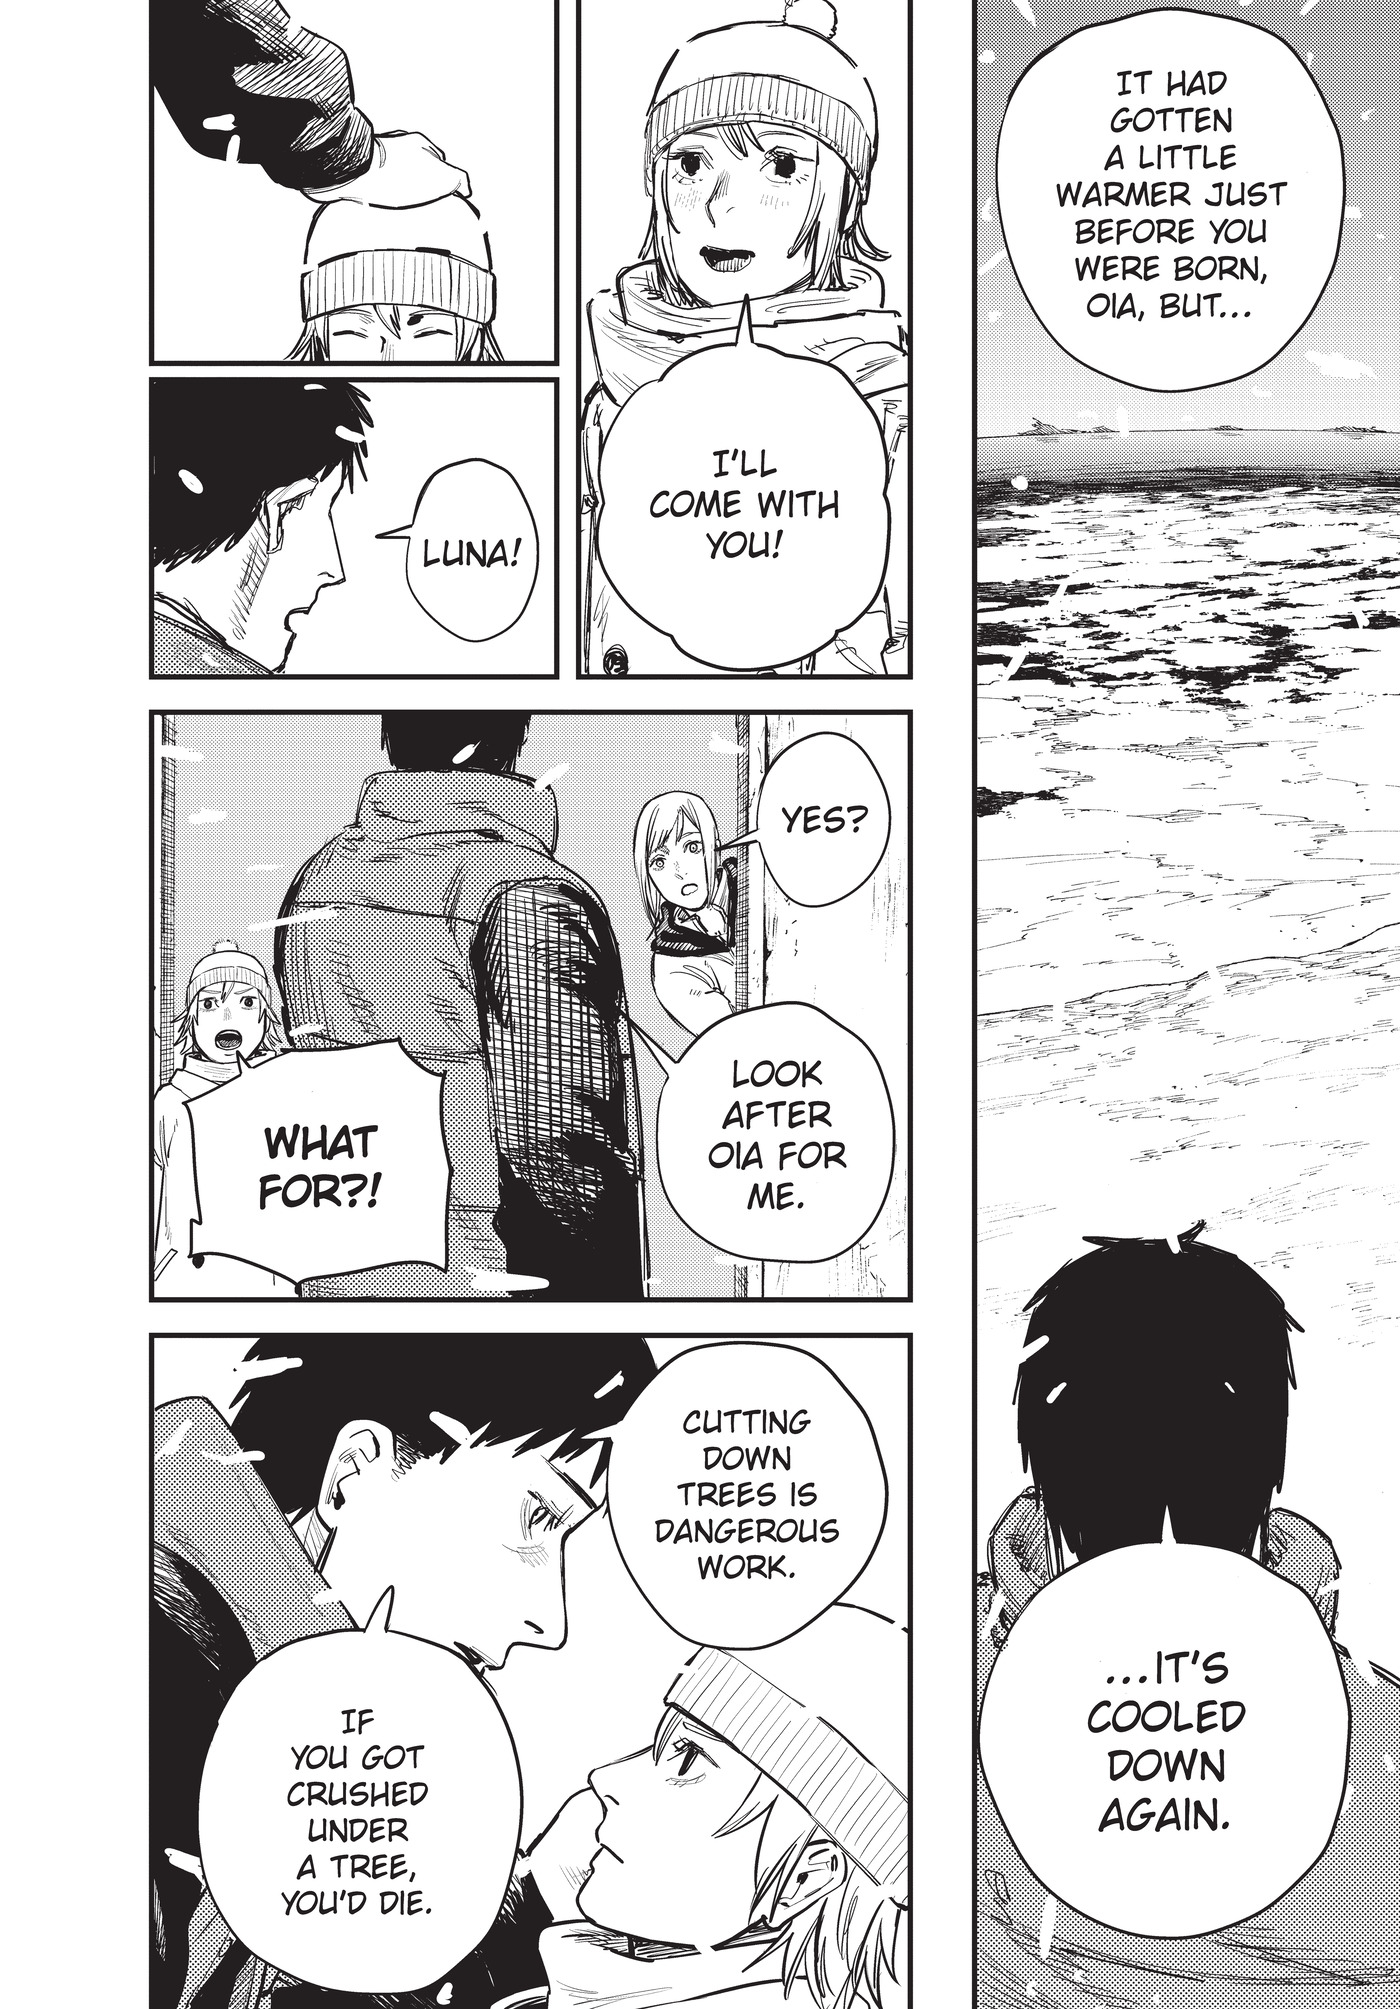 IT HAD
GOTTEN
A LITTLE
WARMER JUST
BEFORE YOU
WERE BORN,
OIA, BUT...
...IT'S
COOLED
DOWN
AGAIN.
I'LL
COME WITH
YOU!
LUNA!
YES?
LOOK
AFTER
OIA FOR
ME.
WHAT
FOR?!
CUTTING
DOWN
TREES IS
DANGEROUS
WORK.
IF
YOU GOT
CRUSHED
UNDER
A TREE,
YOU'D DIE.